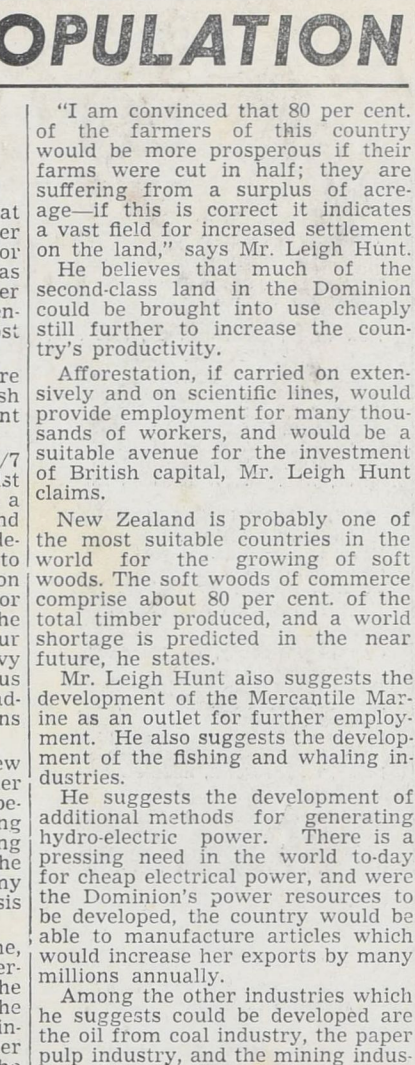 OPULATION
"I am convinced that 80 per cent.
of the farmers of this country
would be more prosperous if their
farms were cut in half; they are
suffering from a surplus of acre-
age—if this is correct it indicates
a vast field for increased settlement
on the land," says Mr. Leigh Hunt.
He believes that much of the
second-class land in the Dominion
could be brought into use cheaply
still further to increase the coun-
try's productivity.
Afforestation, if carried on exten-
sively and on scientific lines, would
provide employment for many thou-
sands of workers, and would be a
suitable avenue for the investment
of British capital, Mr. Leigh Hunt
claims.
New Zealand is probably one of
the most suitable countries in the
world for the growing of soft
woods. The soft woods of commerce
comprise about 80 per cent. of the
total timber produced, and a world
shortage is predicted in the near
future, he states.
Mr. Leigh Hunt also suggests the
development of the Mercantile Mar-
ine as an outlet for further employ-
ment. He also suggests the develop-
ment of the fishing and whaling in-
dustries.
He suggests the development of
additional methods for generating
hydro-electric power. There is a
pressing need in the world to-day
for cheap electrical power, and were
the Dominion's power resources to
be developed, the country would be
able to manufacture articles which
would increase her exports by many
millions annually.
Among the other industries which
he suggests could be developed are
the oil from coal industry, the paper
pulp industry, and the mining indus-